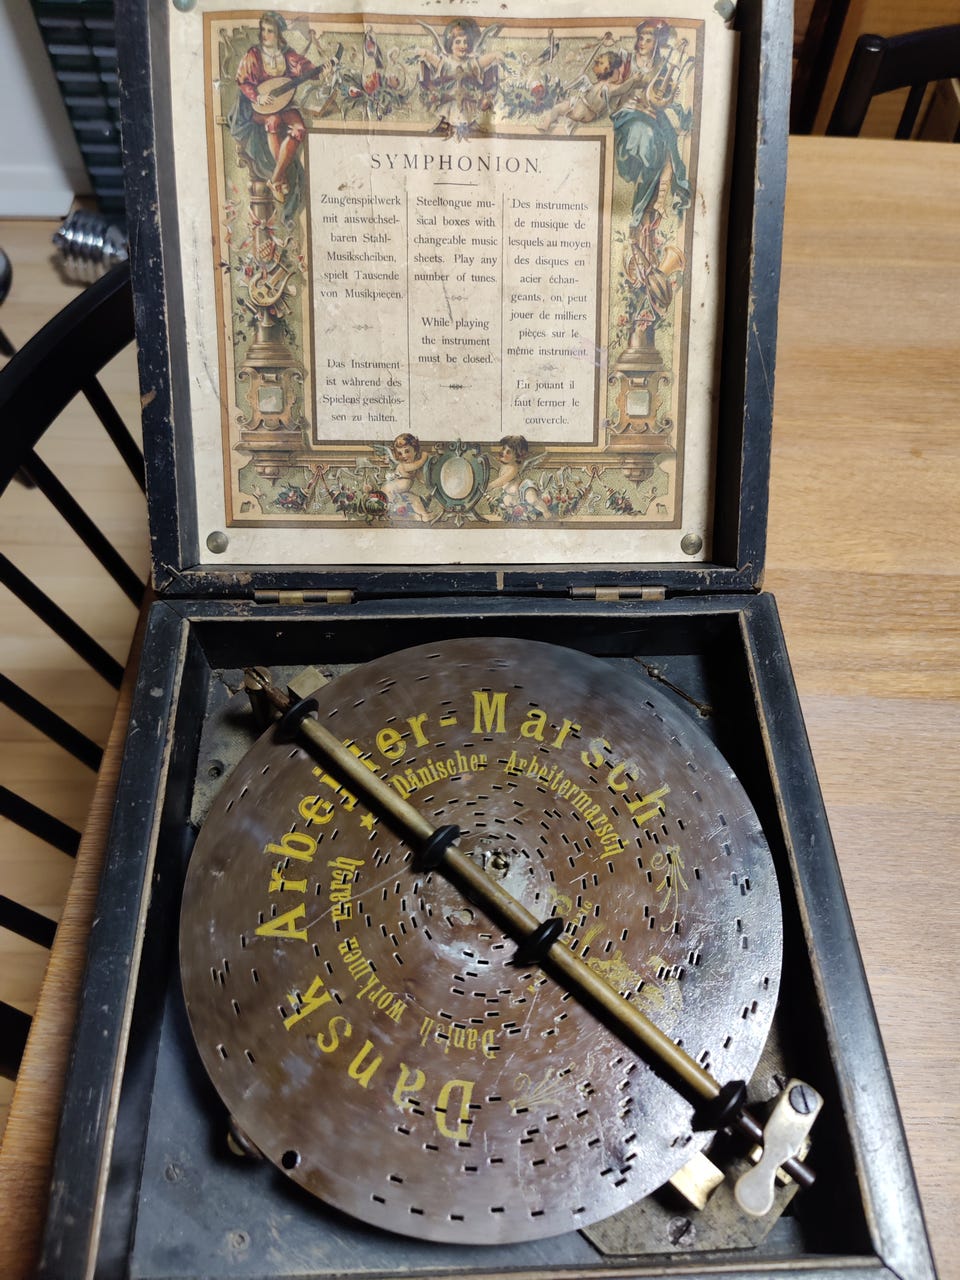 SYMPHONION.
Zungenspielwerk
mit auswechsel-
baren Stahl-
Musikscheiben,
spielt Tausende
von Musikpieçen.
Das Instrument
ist während des
Spielens geschlos-
sen zu halten.
Steeltongue mu-
sical boxes with
changeable music
sheets. Play any
number of tunes.
While playing
the instrument
must be closed.
Des instruments
de musique de
lesquels au moyen
des disques en
acier échan-
geants, on peut
jouer de milliers
pièçes sur le
même instrument.
En jouant il
faut fermer le
couvercle.
Dansk Arbeider-Marsch
Dänischer Arbeitermarsch
Danish workmen march